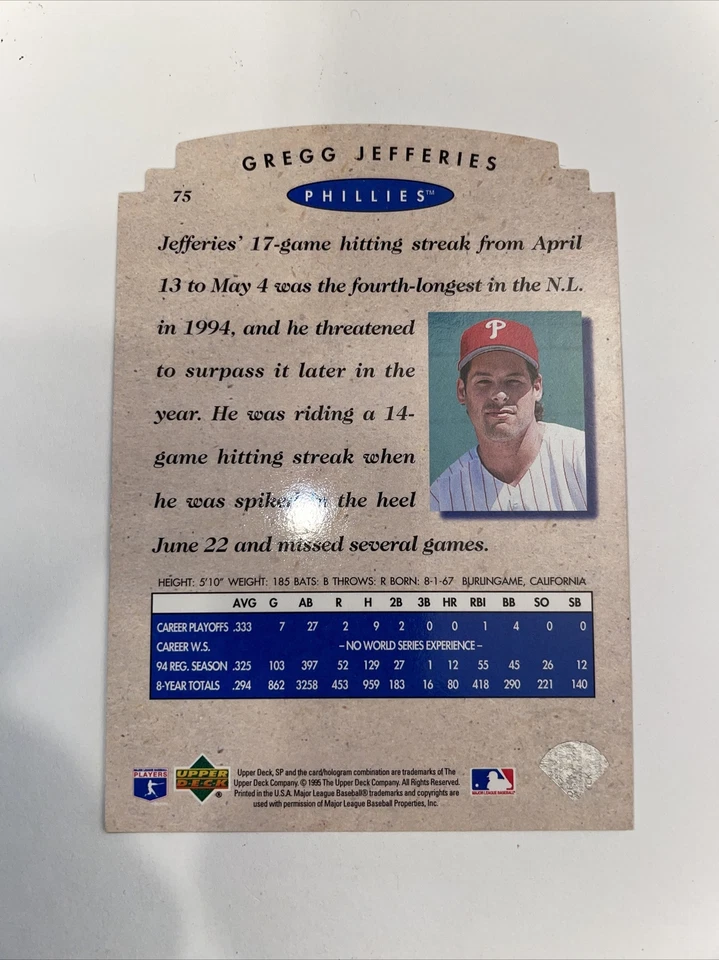 GREGG JEFFERIES
75
PHILLIES™
Jefferies' 17-game hitting streak from April
13 to May 4 was the fourth-longest in the N.L.
in 1994, and he threatened
to surpass it later in the
year. He was riding a 14-
game hitting streak when
he was spiked in the heel
June 22 and missed several games.
P
HEIGHT: 5'10" WEIGHT: 185 BATS: B THROWS: R BORN: 8-1-67 BURLINGAME, CALIFORNIA
AVG G AB R H 2B 3B HR RBI BB SO SB
CAREER PLAYOFFS .333 7 27 2 9 2 0 0 1 4 0 0
CAREER W.S. – NO WORLD SERIES EXPERIENCE –
94 REG. SEASON .325 103 397 52 129 27 1 12 55 45 26 12
8-YEAR TOTALS .294 862 3258 453 959 183 16 80 418 290 221 140
PLAYERS
UPPER DECK®
Upper Deck, SP and the card/hologram combination are trademarks of The
Upper Deck Company. © 1995 The Upper Deck Company. All Rights Reserved.
Printed in the U.S.A. Major League Baseball® trademarks and copyrights are
used with permission of Major League Baseball Properties, Inc.
MAJOR LEAGUE BASEBALL